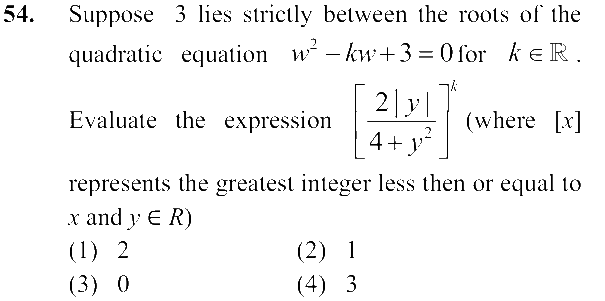 54. Suppose 3 lies strictly between the roots of the
quadratic equation w² − kw + 3 = 0 for k ∈ ℝ .
Evaluate the expression [2|y| / (4 + y²)]^k (where [x]
represents the greatest integer less then or equal to
x and y ∈ R)
(1) 2 (2) 1
(3) 0 (4) 3